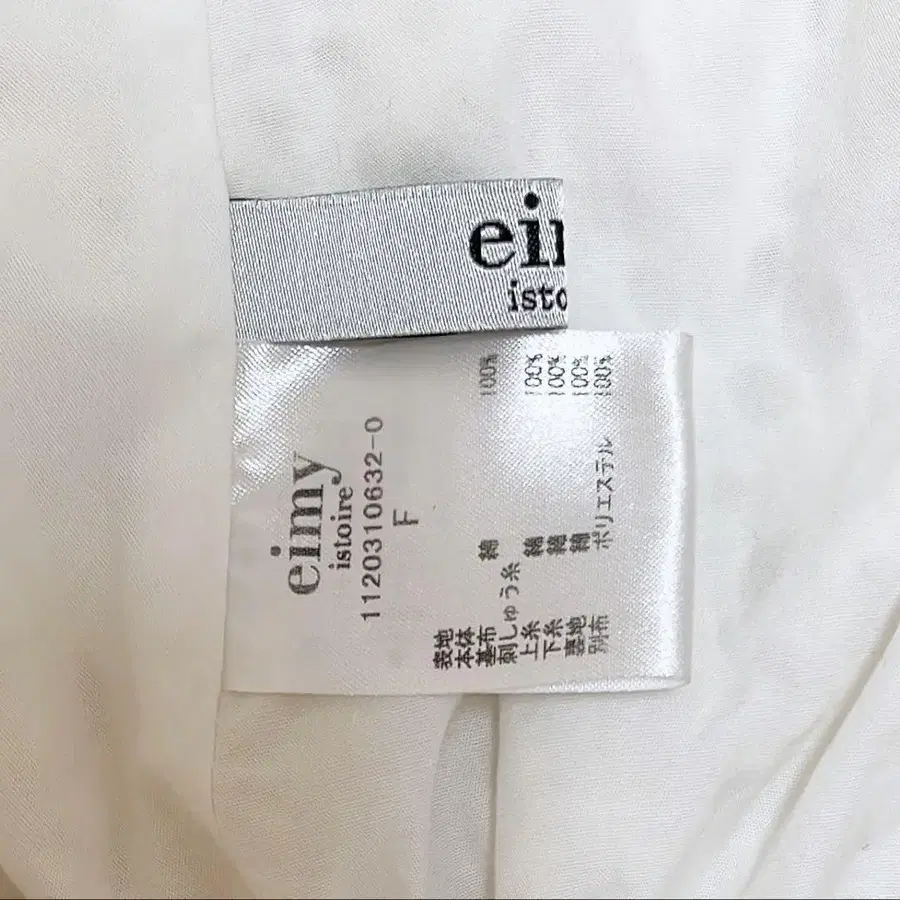 ei
isto
eimy
istoire
1120310632-0
F
表地
本体
基布 綿 100%
刺しゅう糸
上糸 綿 100%
下糸 綿 100%
裏地 綿 100%
別布 ポリエステル 100%